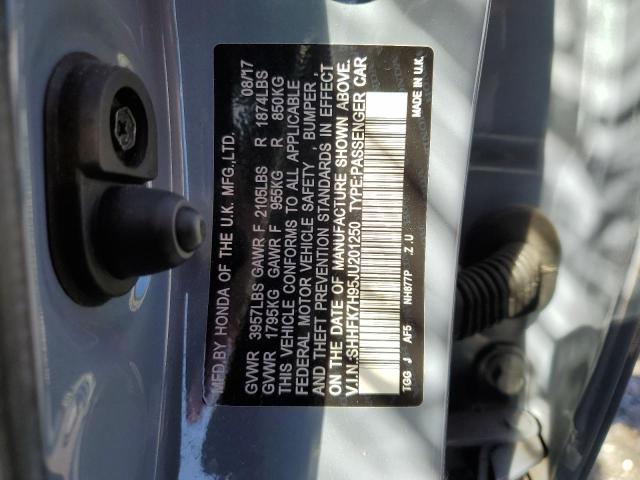 MFD.BY HONDA OF THE U.K. MFG.,LTD. 08/17
GVWR 3957LBS GAWR F 2105LBS R 1874LBS
GVWR 1795KG GAWR F 955KG R 850KG
THIS VEHICLE CONFORMS TO ALL APPLICABLE
FEDERAL MOTOR VEHICLE SAFETY , BUMPER ,
AND THEFT PREVENTION STANDARDS IN EFFECT
ON THE DATE OF MANUFACTURE SHOWN ABOVE.
V.I.N.:SHHFK7H95JU201250 TYPE:PASSENGER CAR
TGG J AF5 NH877P Z.U MADE IN U.K.